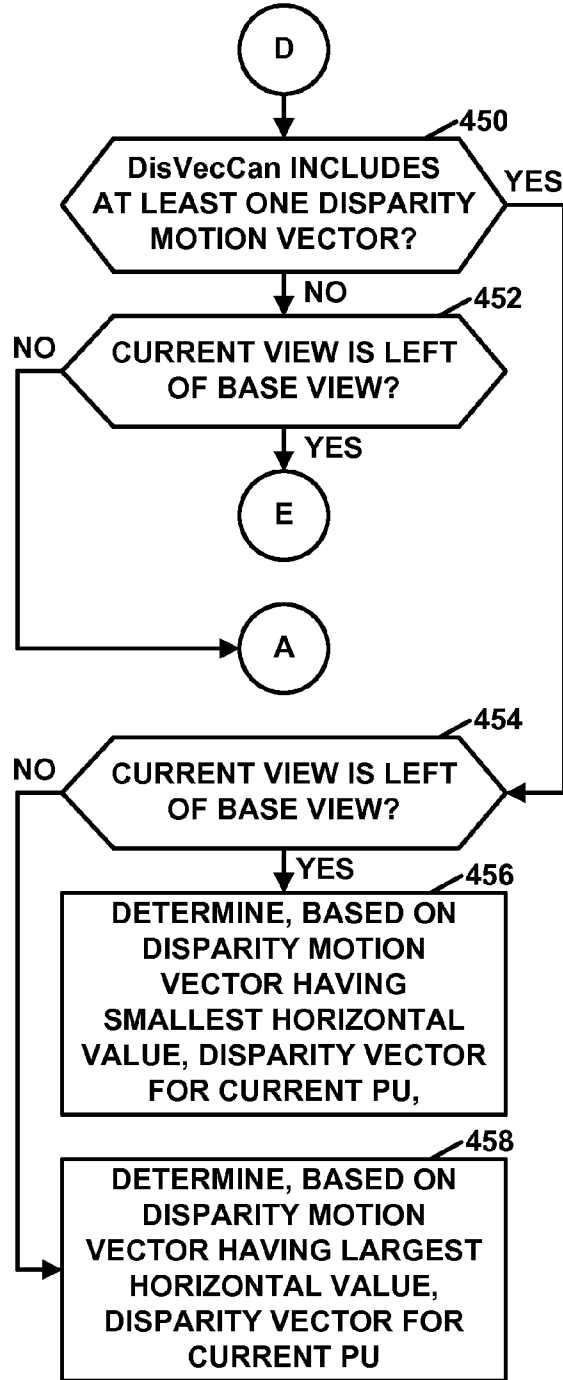 D
450
DisVecCan INCLUDES
AT LEAST ONE DISPARITY
MOTION VECTOR?
YES
NO
452
NO
CURRENT VIEW IS LEFT
OF BASE VIEW?
YES
E
A
454
NO
CURRENT VIEW IS LEFT
OF BASE VIEW?
YES
456
DETERMINE, BASED ON
DISPARITY MOTION
VECTOR HAVING
SMALLEST HORIZONTAL
VALUE, DISPARITY VECTOR
FOR CURRENT PU,
458
DETERMINE, BASED ON
DISPARITY MOTION
VECTOR HAVING LARGEST
HORIZONTAL VALUE,
DISPARITY VECTOR FOR
CURRENT PU